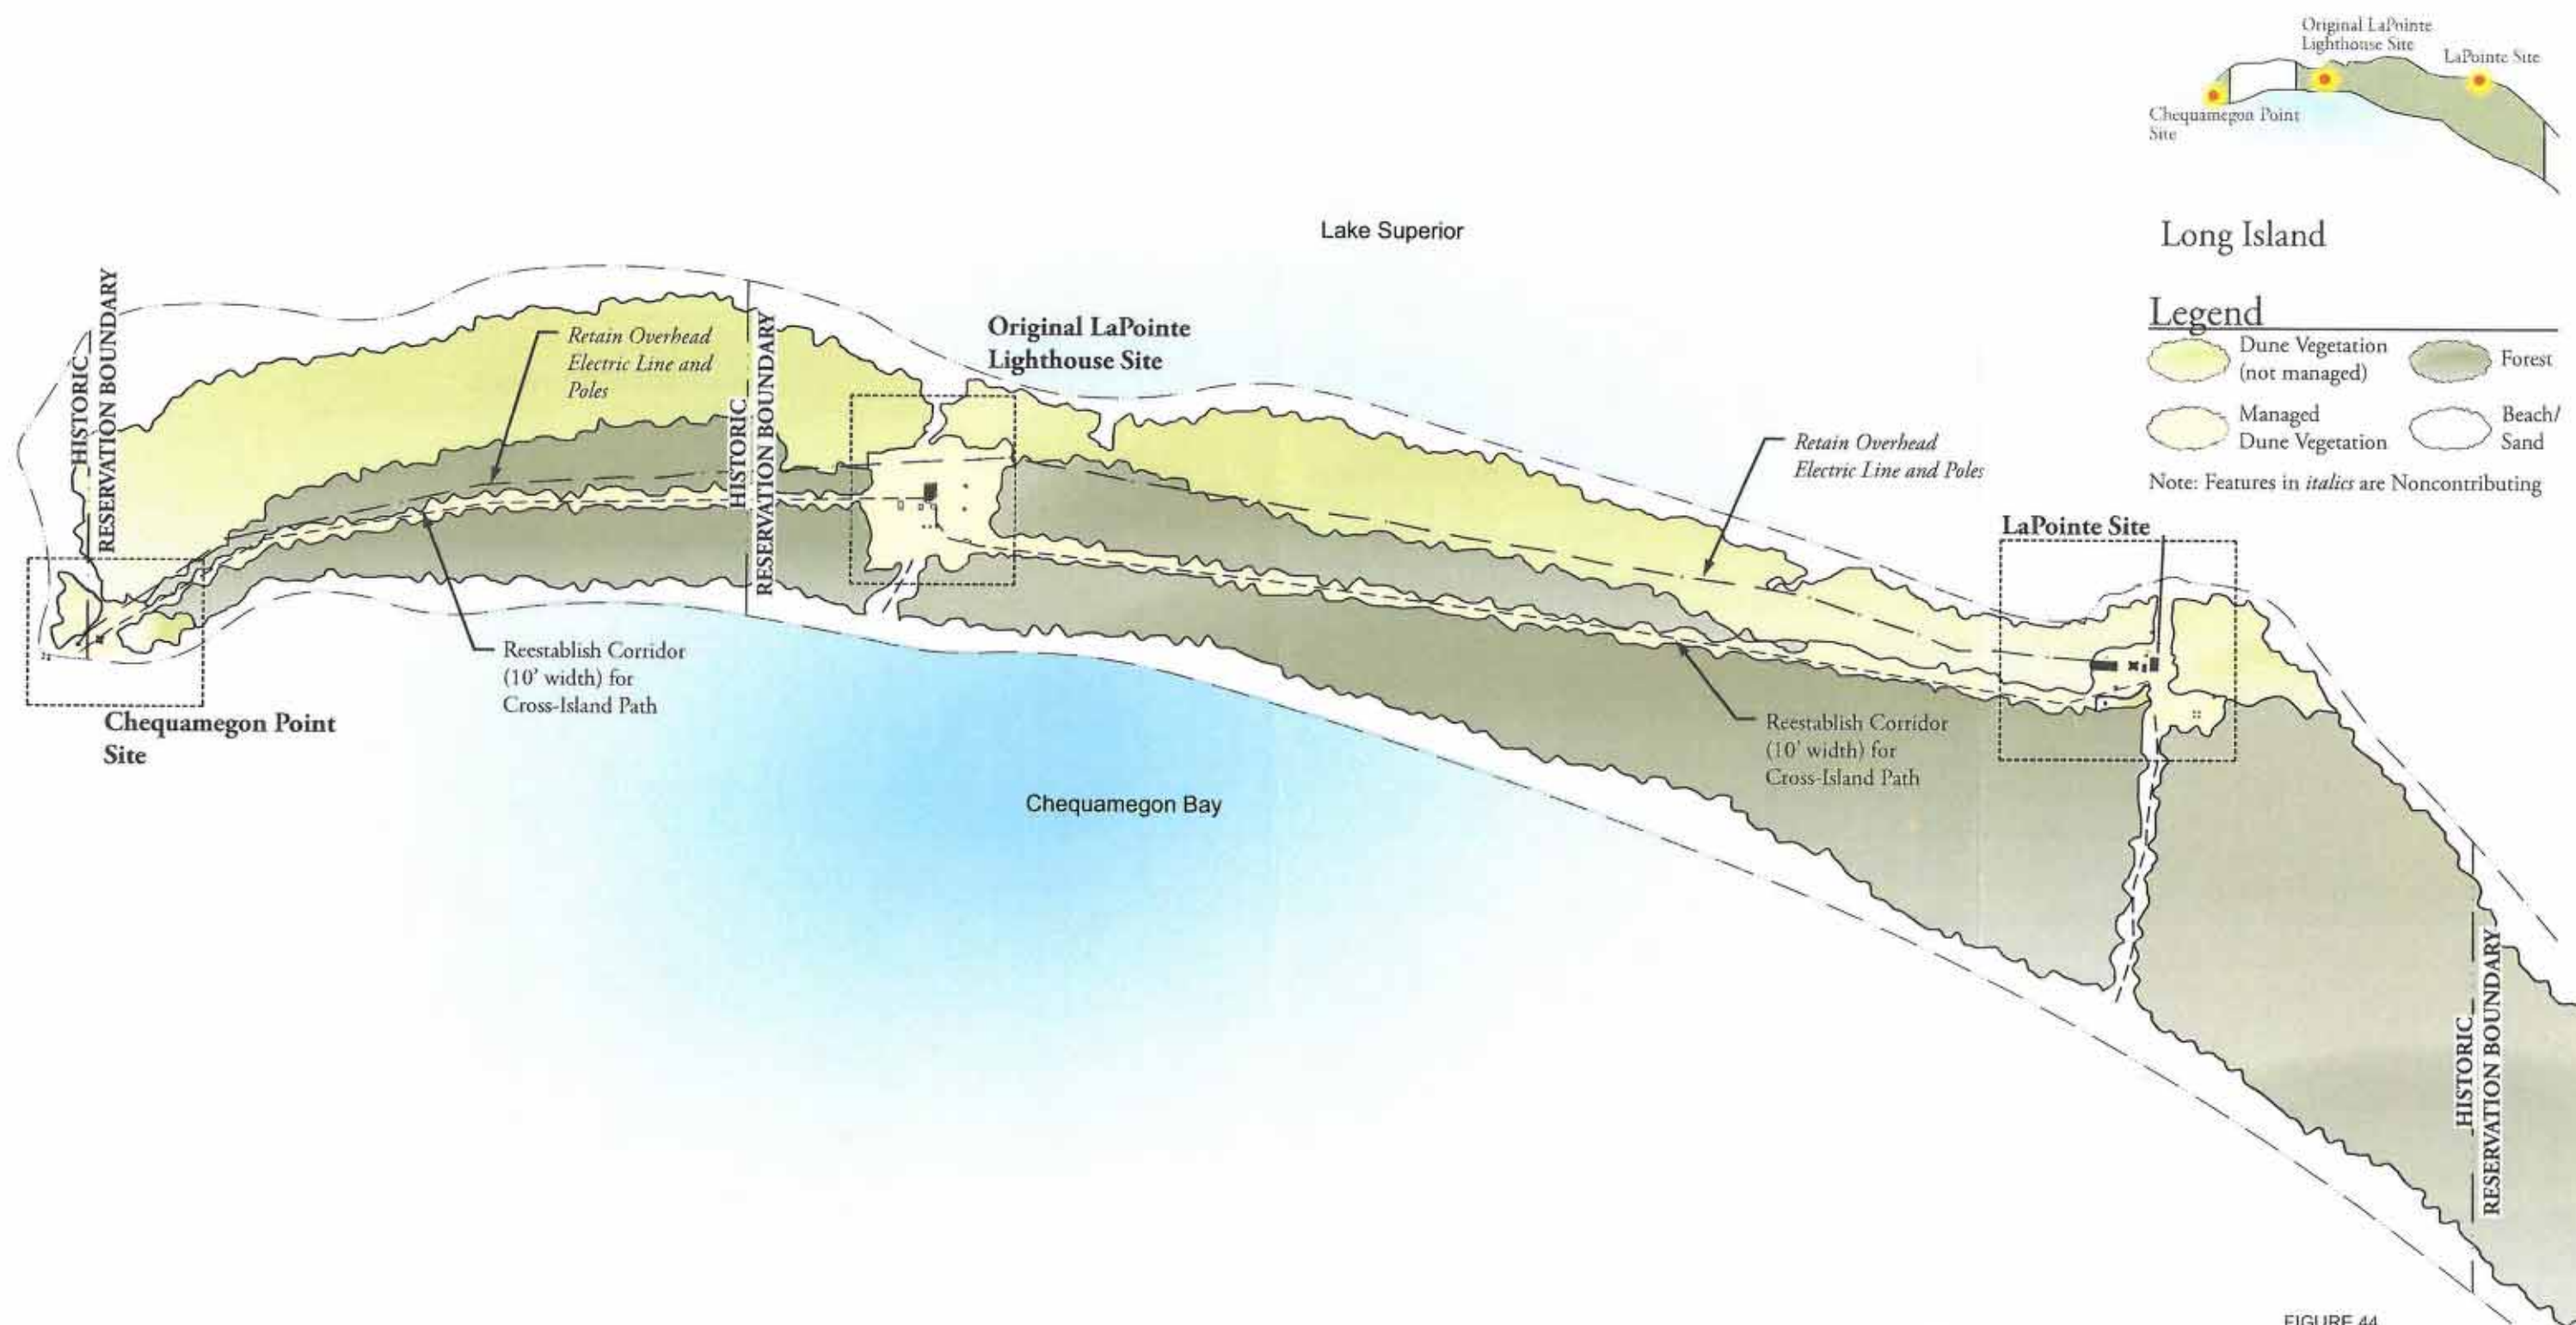 Original LaPointe
Lighthouse Site
LaPointe Site
Chequamegon Point
Site
Long Island
Legend
Dune Vegetation
(not managed)
Forest
Managed
Dune Vegetation
Beach/
Sand
Note: Features in italics are Noncontributing
Lake Superior
HISTORIC
RESERVATION BOUNDARY
Retain Overhead
Electric Line and
Poles
HISTORIC
RESERVATION BOUNDARY
Original LaPointe
Lighthouse Site
Retain Overhead
Electric Line and Poles
LaPointe Site
Reestablish Corridor
(10' width) for
Cross-Island Path
Chequamegon Point
Site
Reestablish Corridor
(10' width) for
Cross-Island Path
Chequamegon Bay
HISTORIC
RESERVATION BOUNDARY
FIGURE 44